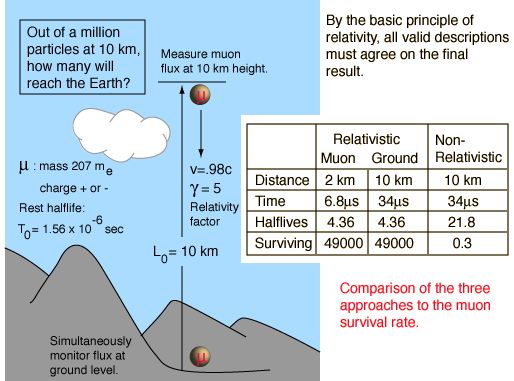 Out of a million
particles at 10 km,
how many will
reach the Earth?
Measure muon
flux at 10 km height.
μ
μ : mass 207 mₑ
charge + or -
Rest halflife:
T₀= 1.56 x 10⁻⁶ sec
v=.98c
γ = 5
Relativity
factor
L₀= 10 km
Simultaneously
monitor flux at
ground level.
μ
By the basic principle of
relativity, all valid descriptions
must agree on the final
result.
Relativistic Non-
Muon Ground Relativistic
Distance 2 km 10 km 10 km
Time 6.8μs 34μs 34μs
Halflives 4.36 4.36 21.8
Surviving 49000 49000 0.3
Comparison of the three
approaches to the muon
survival rate.